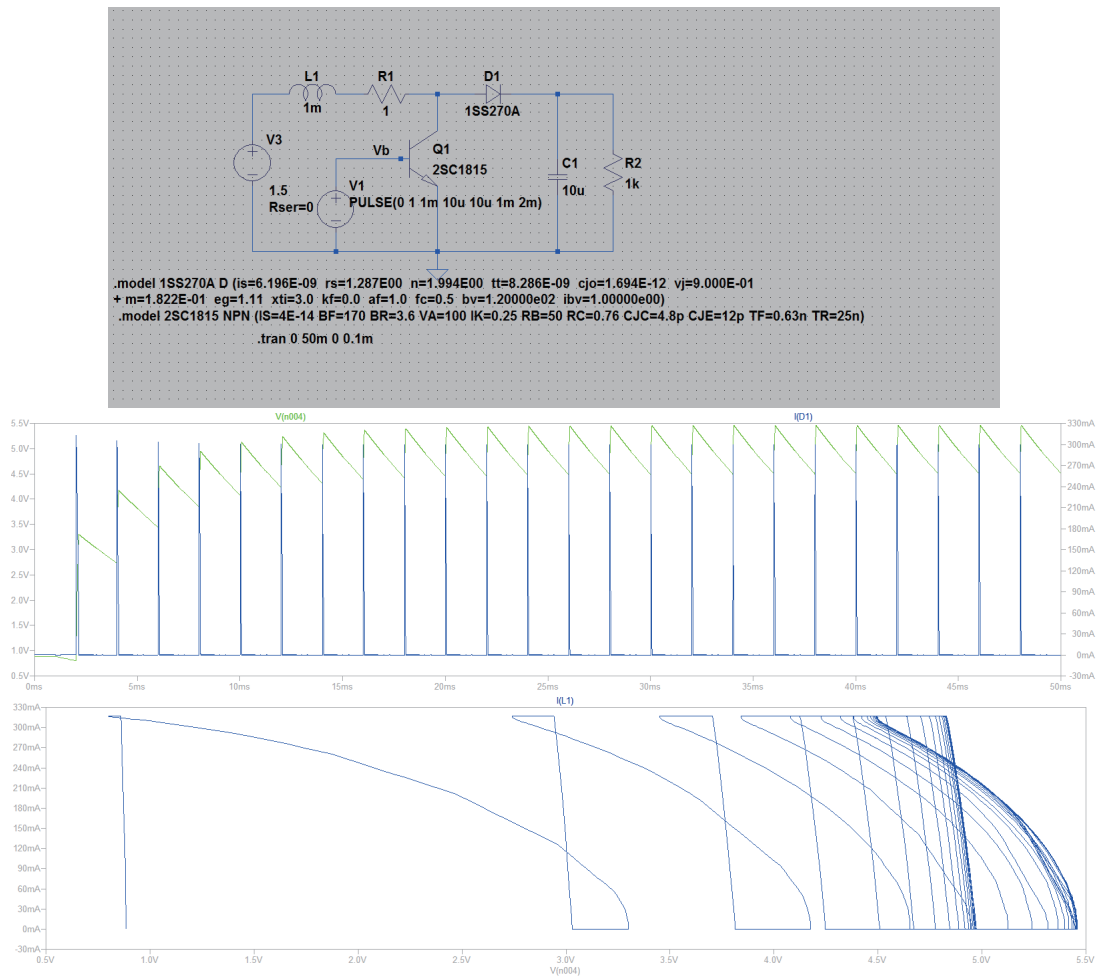 L1
1m
R1
1
D1
1SS270A
V3
1.5
Rser=0
Vb
V1
PULSE(0 1 1m 10u 10u 1m 2m)
Q1
2SC1815
C1
10u
R2
1k
.model 1SS270A D (is=6.196E-09 rs=1.287E00 n=1.994E00 tt=8.286E-09 cjo=1.694E-12 vj=9.000E-01
+ m=1.822E-01 eg=1.11 xti=3.0 kf=0.0 af=1.0 fc=0.5 bv=1.20000e02 ibv=1.00000e00)
.model 2SC1815 NPN (IS=4E-14 BF=170 BR=3.6 VA=100 IK=0.25 RB=50 RC=0.76 CJC=4.8p CJE=12p TF=0.63n TR=25n)
.tran 0 50m 0 0.1m
V(n004) I(D1)
5.5V 330mA
5.0V 300mA
4.5V 270mA
4.0V 240mA
3.5V 210mA
3.0V 180mA
2.5V 150mA
2.0V 120mA
1.5V 90mA
1.0V 60mA
0.5V 30mA
0mA
-30mA
0ms 5ms 10ms 15ms 20ms 25ms 30ms 35ms 40ms 45ms 50ms
I(L1)
330mA
300mA
270mA
240mA
210mA
180mA
150mA
120mA
90mA
60mA
30mA
0mA
-30mA
0.5V 1.0V 1.5V 2.0V 2.5V 3.0V 3.5V 4.0V 4.5V 5.0V 5.5V
V(n004)